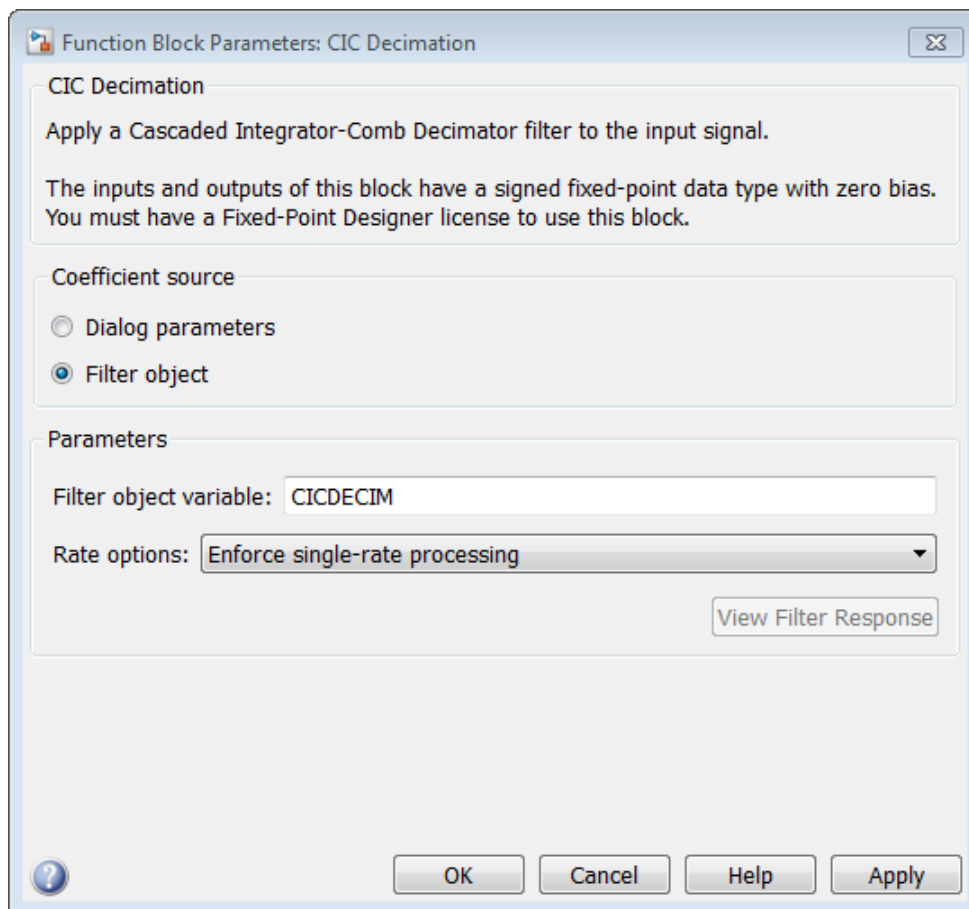 Function Block Parameters: CIC Decimation
CIC Decimation
Apply a Cascaded Integrator-Comb Decimator filter to the input signal.
The inputs and outputs of this block have a signed fixed-point data type with zero bias.
You must have a Fixed-Point Designer license to use this block.
Coefficient source
Dialog parameters
Filter object
Parameters
Filter object variable: CICDECIM
Rate options: Enforce single-rate processing
View Filter Response
? OK Cancel Help Apply